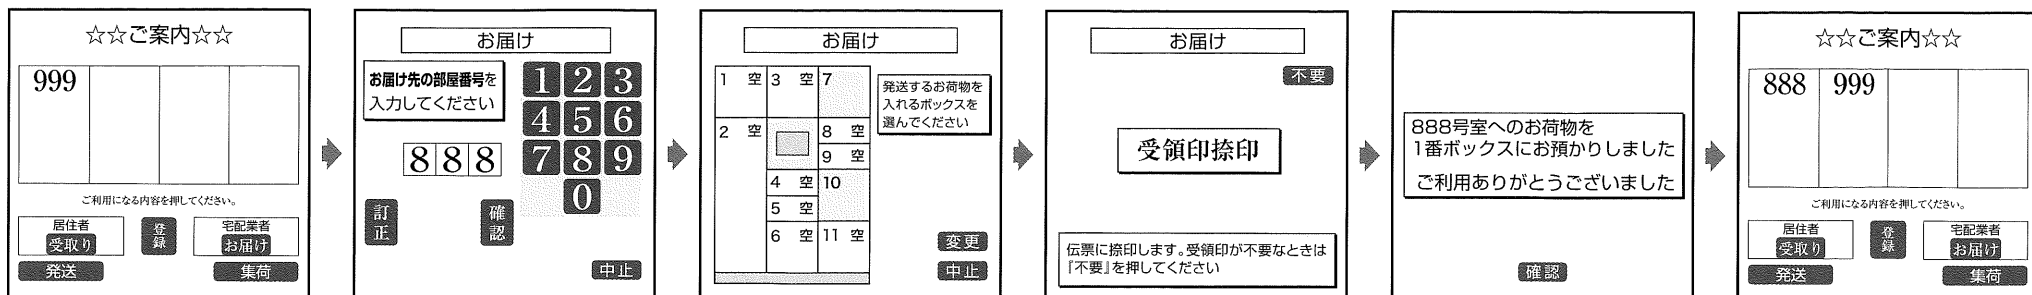 ☆☆ご案内☆☆
999
ご利用になる内容を押してください。
居住者
受取り
登録
宅配業者
お届け
発送
集荷
お届け
お届け先の部屋番号を
入力してください
1 2 3
4 5 6
7 8 9
0
888
訂正
確認
中止
お届け
1 空 3 空 7
2 空
8 空
9 空
4 空 10
5 空
6 空 11 空
発送するお荷物を
入れるボックスを
選んでください
変更
中止
お届け
不要
受領印捺印
伝票に捺印します。受領印が不要なときは
『不要』を押してください
888号室へのお荷物を
1番ボックスにお預かりしました
ご利用ありがとうございました
確認
☆☆ご案内☆☆
888 999
ご利用になる内容を押してください。
居住者
受取り
登録
宅配業者
お届け
発送
集荷